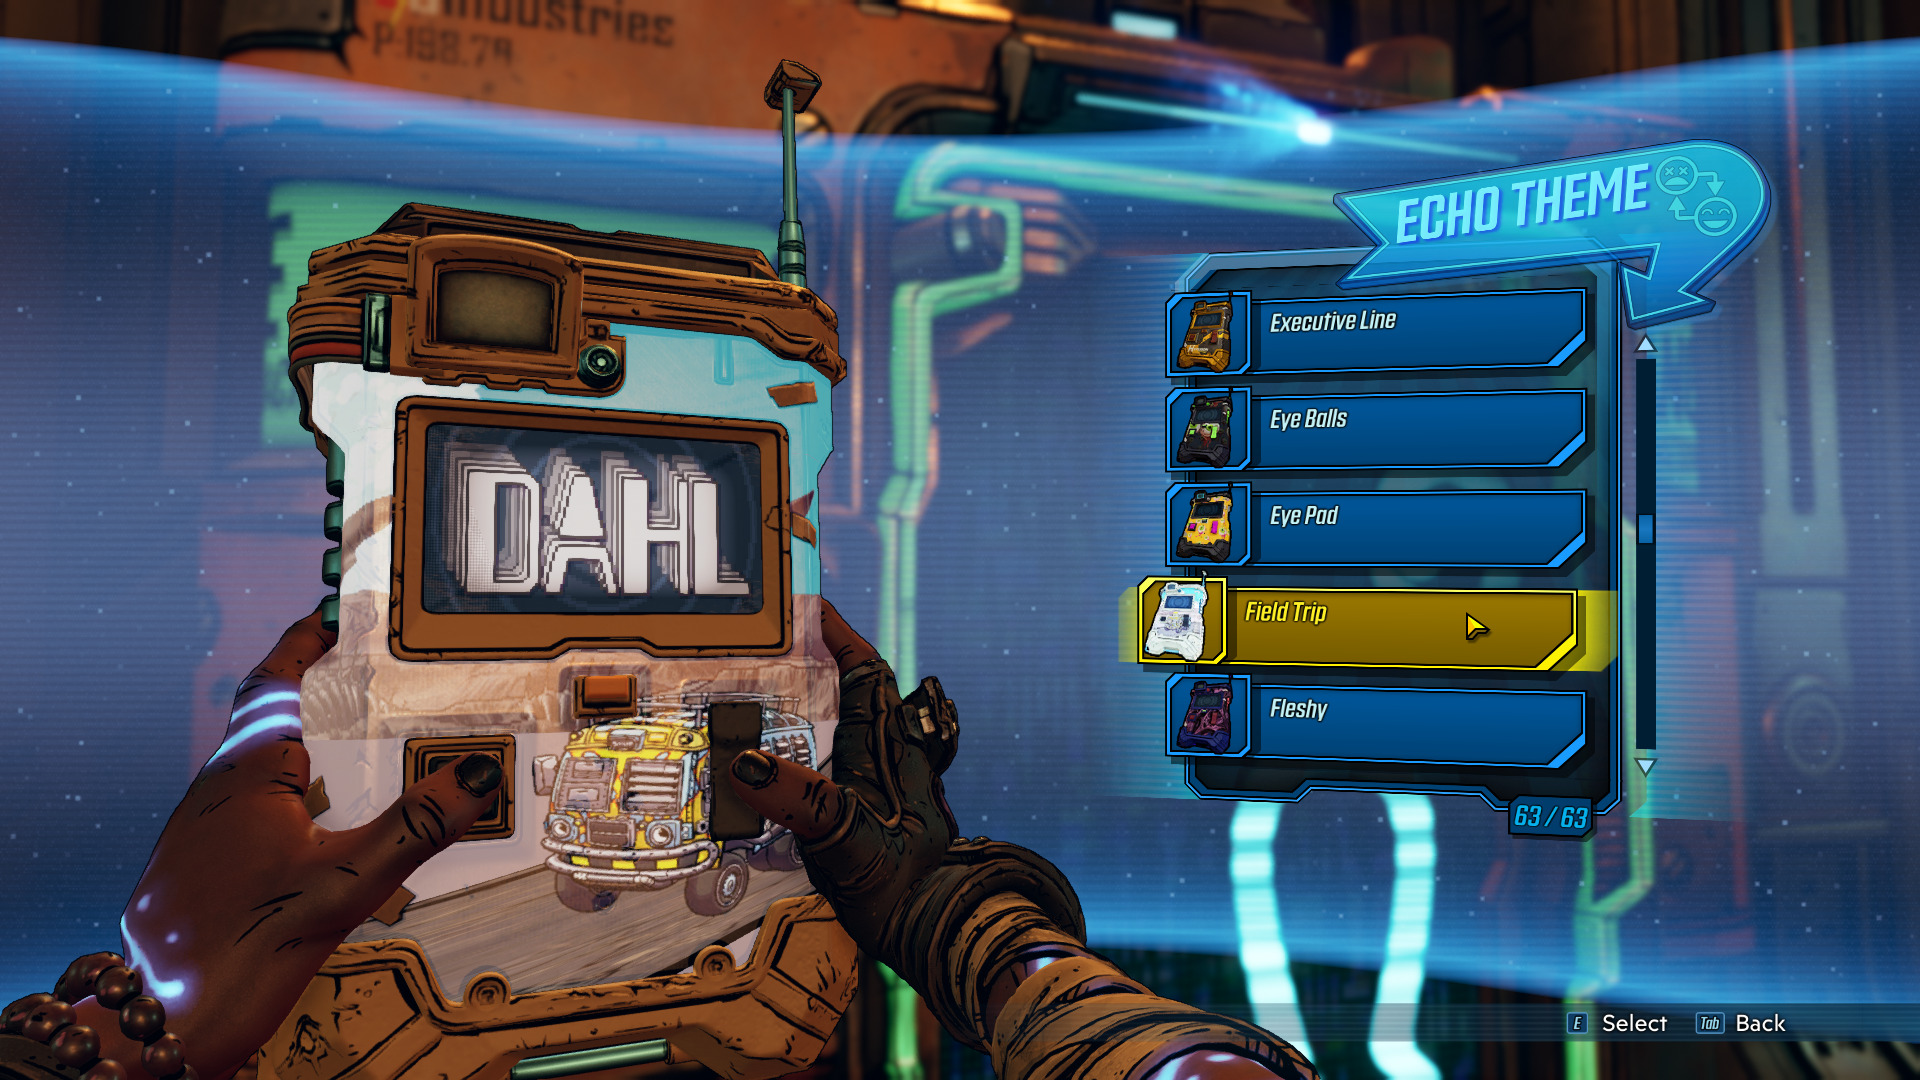 industries
P-198.79
DAHL
ECHO THEME
Executive Line
Eye Balls
Eye Pad
Field Trip
Fleshy
63 / 63
E Select Tab Back